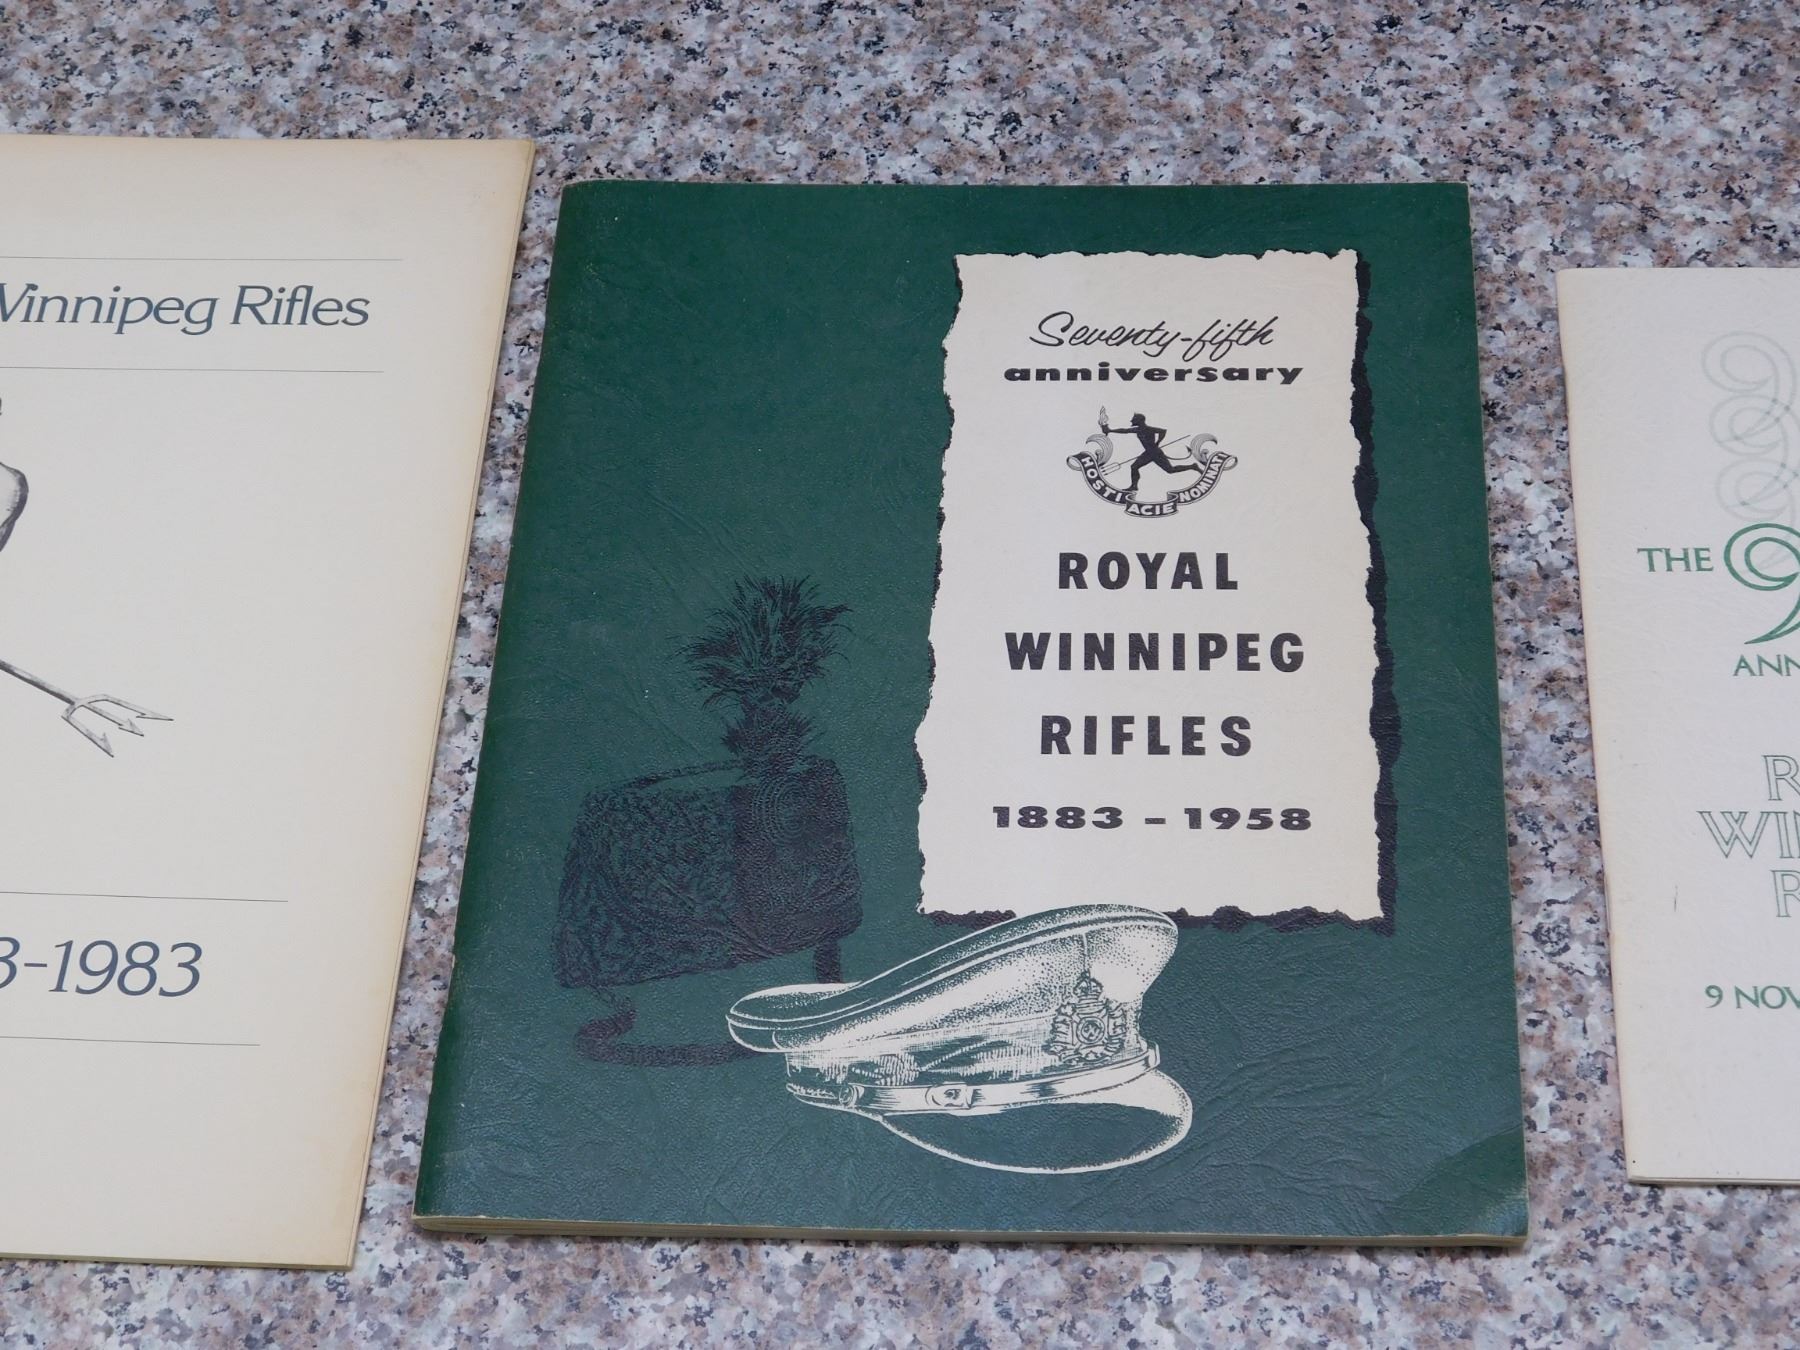 Winnipeg Rifles
3-1983
Seventy-fifth
anniversary
HOSTI ACIE NOMINATI
ROYAL
WINNIPEG
RIFLES
1883 - 1958
THE 9
ANN
R
WIN
R
9 NOV